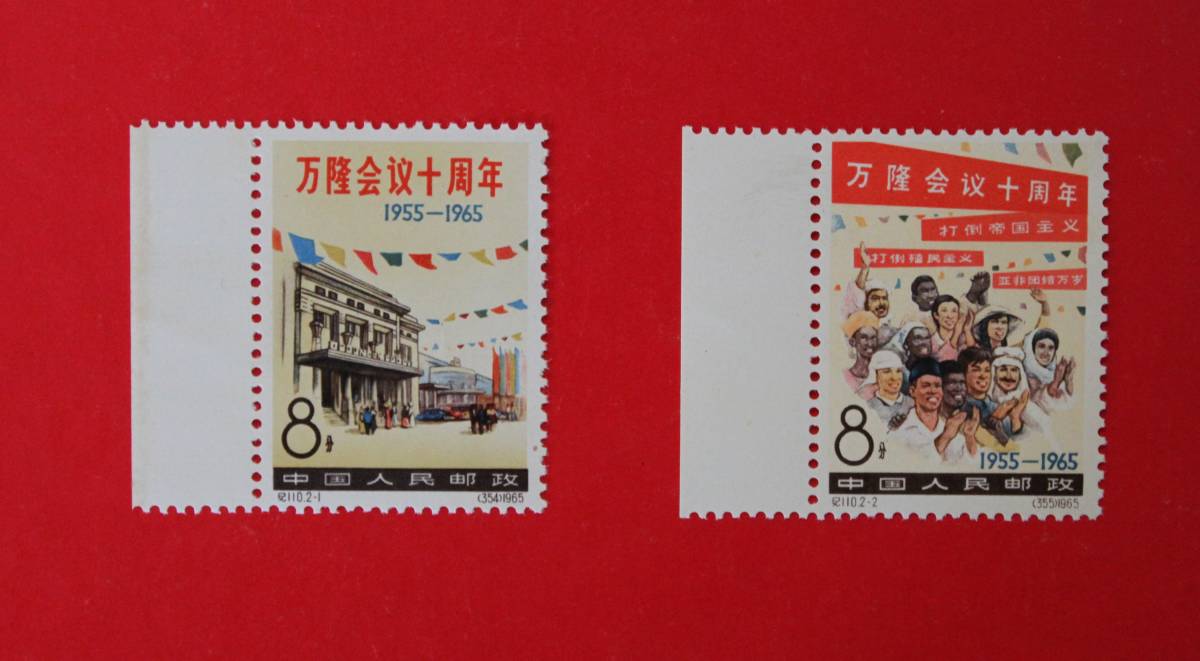 万隆会议十周年
1955—1965
8分
中国人民邮政
纪110.2-1
(354)1965
万隆会议十周年
打倒帝国主义
打倒殖民主义
亚非团结万岁
8分
1955—1965
中国人民邮政
纪110.2-2
(355)1965